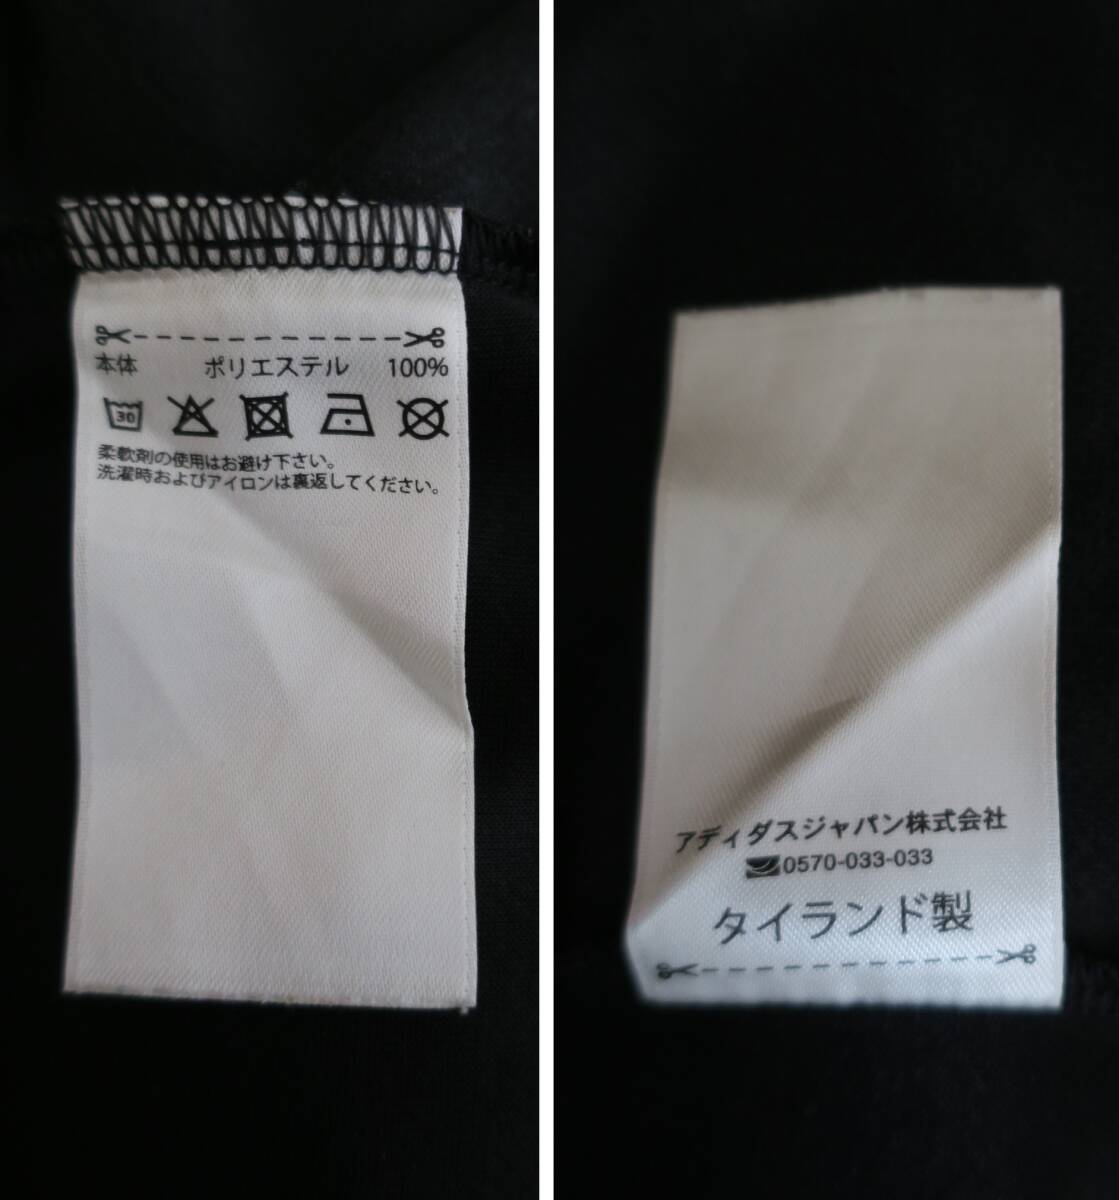 本体 ポリエステル 100%
30
柔軟剤の使用はお避け下さい。
洗濯時およびアイロンは裏返してください。
アディダスジャパン株式会社
0570-033-033
タイランド製